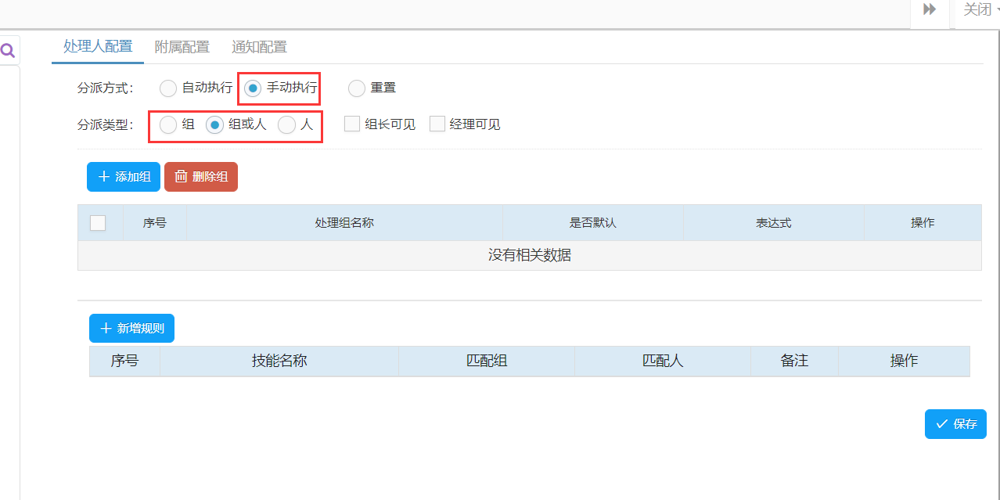 关闭
处理人配置 附属配置 通知配置
分派方式： 自动执行 手动执行 重置
分派类型： 组 组或人 人 组长可见 经理可见
添加组 删除组
序号 处理组名称 是否默认 表达式 操作
没有相关数据
新增规则
序号 技能名称 匹配组 匹配人 备注 操作
保存